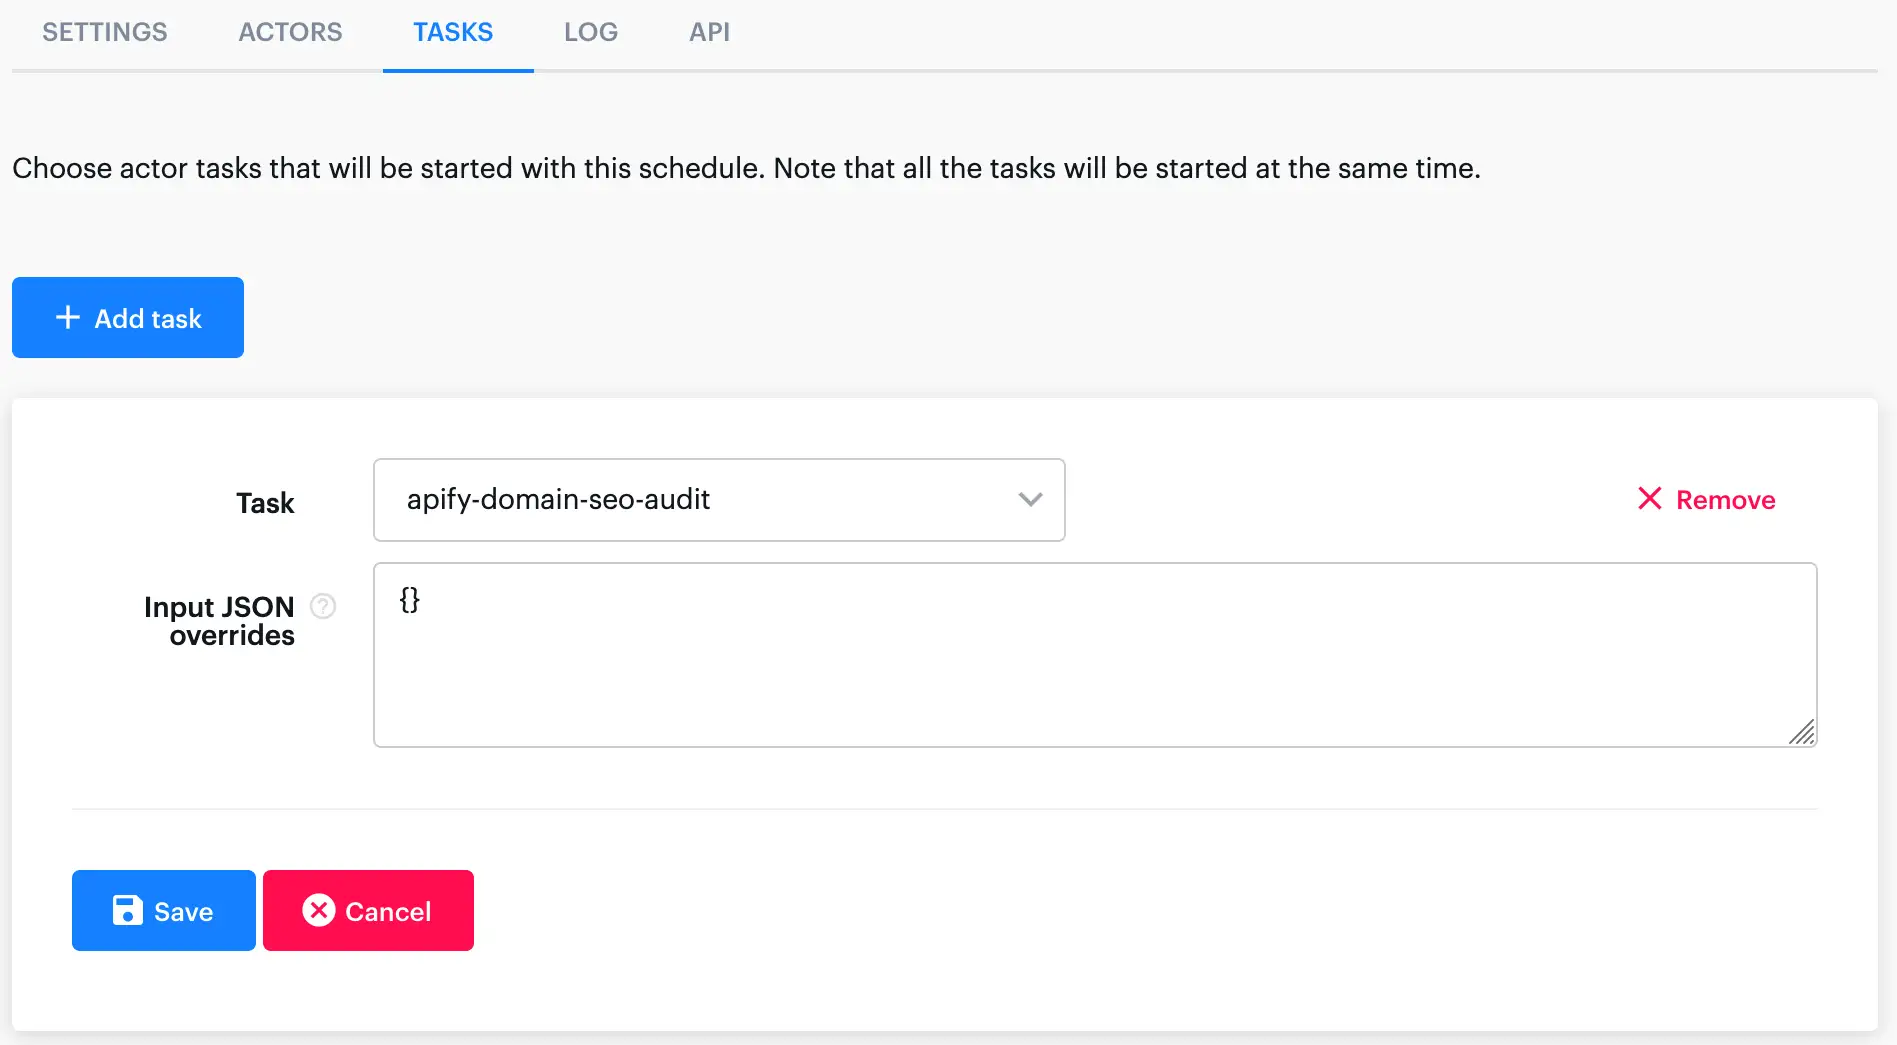 SETTINGS ACTORS TASKS LOG API
Choose actor tasks that will be started with this schedule. Note that all the tasks will be started at the same time.
+ Add task
Task apify-domain-seo-audit Remove
Input JSON ? {}
overrides
Save Cancel